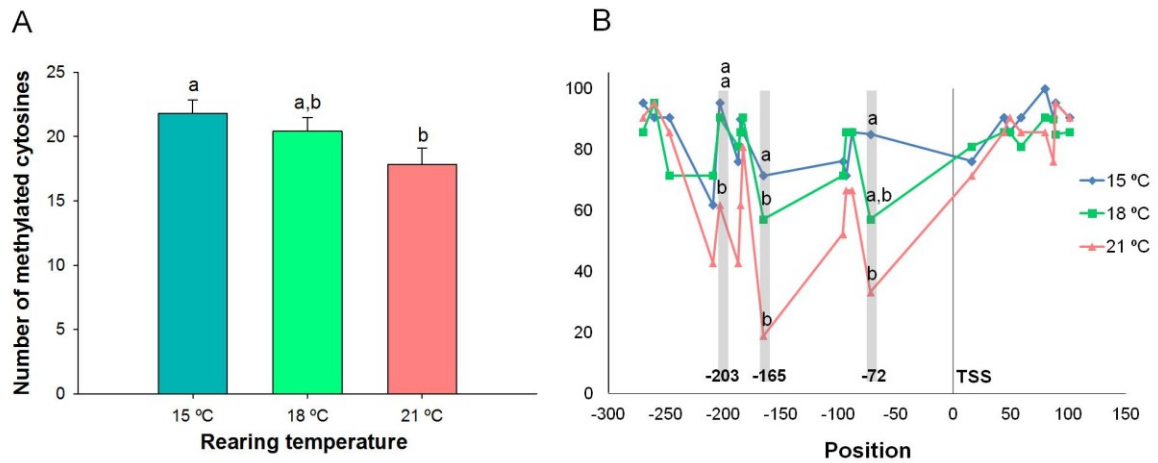 A
Number of methylated cytosines
25
20
15
10
5
0
a
a,b
b
15 ºC
18 ºC
21 ºC
Rearing temperature
B
100
80
60
40
20
0
a
a
b
a
b
b
a
a,b
b
-203
-165
-72
TSS
-300
-250
-200
-150
-100
-50
0
50
100
150
Position
15 ºC
18 ºC
21 ºC